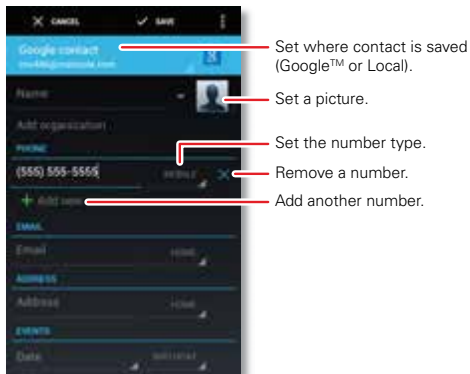 CANCEL SAVE
Google contact
Set where contact is saved
(Google™ or Local).
Name
Set a picture.
Add organization
PHONE
Set the number type.
(555) 555-5555 MOBILE
Remove a number.
Add new
Add another number.
EMAIL
Email HOME
ADDRESS
Address HOME
EVENTS
Date BIRTHDAY